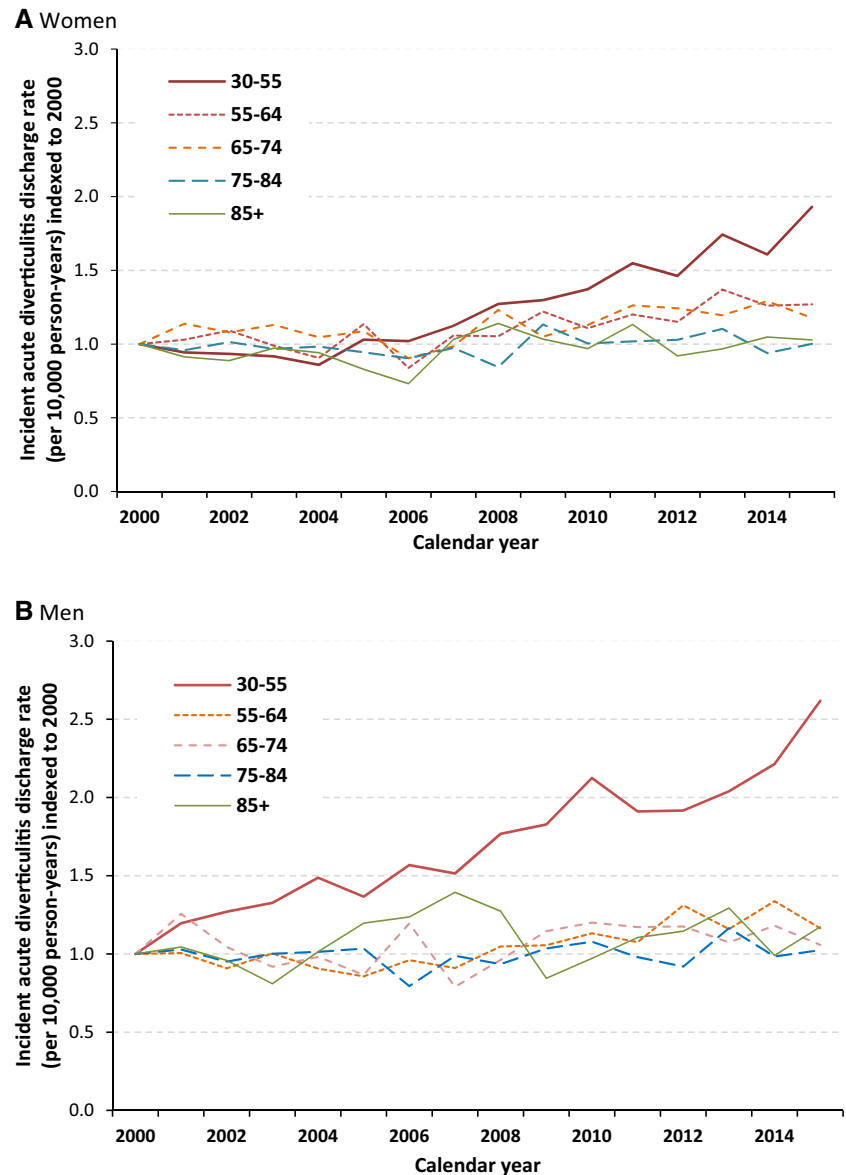 A Women
Incident acute diverticulitis discharge rate
(per 10,000 person-years) indexed to 2000
3.0
2.5
2.0
1.5
1.0
0.5
0.0
30-55
55-64
65-74
75-84
85+
2000 2002 2004 2006 2008 2010 2012 2014
Calendar year
B Men
Incident acute diverticulitis discharge rate
(per 10,000 person-years) indexed to 2000
3.0
2.5
2.0
1.5
1.0
0.5
0.0
30-55
55-64
65-74
75-84
85+
2000 2002 2004 2006 2008 2010 2012 2014
Calendar year